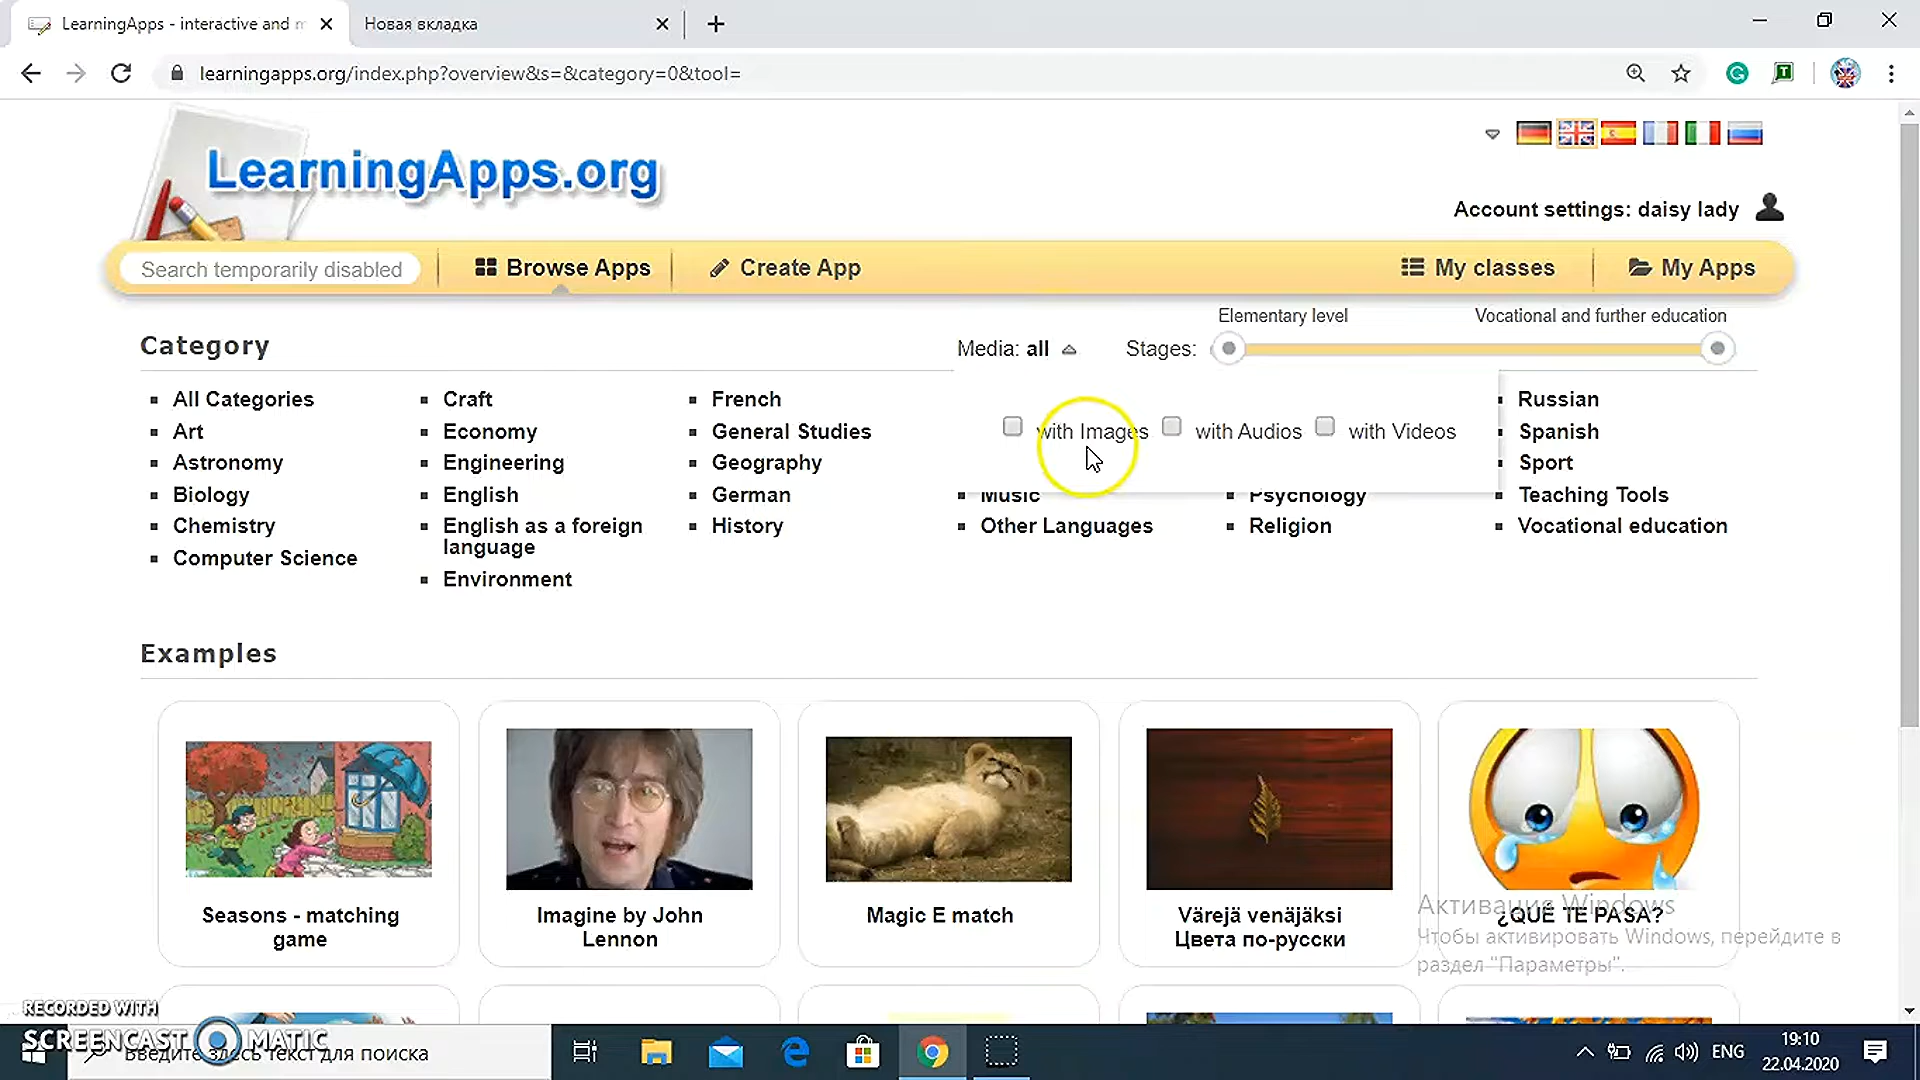 LearningApps - interactive and m
Новая вкладка
learningapps.org/index.php?overview&s=&category=0&tool=
LearningApps.org
Account settings: daisy lady
Search temporarily disabled
Browse Apps
Create App
My classes
My Apps
Elementary level
Vocational and further education
Category
Media: all
Stages:
All Categories
Art
Astronomy
Biology
Chemistry
Computer Science
Craft
Economy
Engineering
English
English as a foreign
language
Environment
French
General Studies
Geography
German
History
with Images
with Audios
with Videos
Music
Other Languages
Psychology
Religion
Russian
Spanish
Sport
Teaching Tools
Vocational education
Examples
Seasons - matching
game
Imagine by John
Lennon
Magic E match
Värejä venäjäksi
Цвета по-русски
¿QUÉ TE PASA?
Активация Windows
Чтобы активировать Windows, перейдите в
раздел "Параметры".
RECORDED WITH
SCREENCAST MATIC
Введите здесь текст для поиска
ENG
19:10
22.04.2020